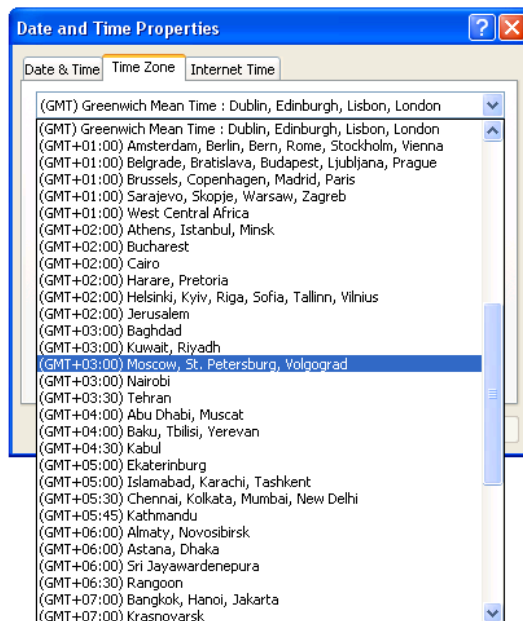 Date and Time Properties
Date & Time Time Zone Internet Time
(GMT) Greenwich Mean Time : Dublin, Edinburgh, Lisbon, London
(GMT) Greenwich Mean Time : Dublin, Edinburgh, Lisbon, London
(GMT+01:00) Amsterdam, Berlin, Bern, Rome, Stockholm, Vienna
(GMT+01:00) Belgrade, Bratislava, Budapest, Ljubljana, Prague
(GMT+01:00) Brussels, Copenhagen, Madrid, Paris
(GMT+01:00) Sarajevo, Skopje, Warsaw, Zagreb
(GMT+01:00) West Central Africa
(GMT+02:00) Athens, Istanbul, Minsk
(GMT+02:00) Bucharest
(GMT+02:00) Cairo
(GMT+02:00) Harare, Pretoria
(GMT+02:00) Helsinki, Kyiv, Riga, Sofia, Tallinn, Vilnius
(GMT+02:00) Jerusalem
(GMT+03:00) Baghdad
(GMT+03:00) Kuwait, Riyadh
(GMT+03:00) Moscow, St. Petersburg, Volgograd
(GMT+03:00) Nairobi
(GMT+03:30) Tehran
(GMT+04:00) Abu Dhabi, Muscat
(GMT+04:00) Baku, Tbilisi, Yerevan
(GMT+04:30) Kabul
(GMT+05:00) Ekaterinburg
(GMT+05:00) Islamabad, Karachi, Tashkent
(GMT+05:30) Chennai, Kolkata, Mumbai, New Delhi
(GMT+05:45) Kathmandu
(GMT+06:00) Almaty, Novosibirsk
(GMT+06:00) Astana, Dhaka
(GMT+06:00) Sri Jayawardenepura
(GMT+06:30) Rangoon
(GMT+07:00) Bangkok, Hanoi, Jakarta
(GMT+07:00) Krasnoyarsk